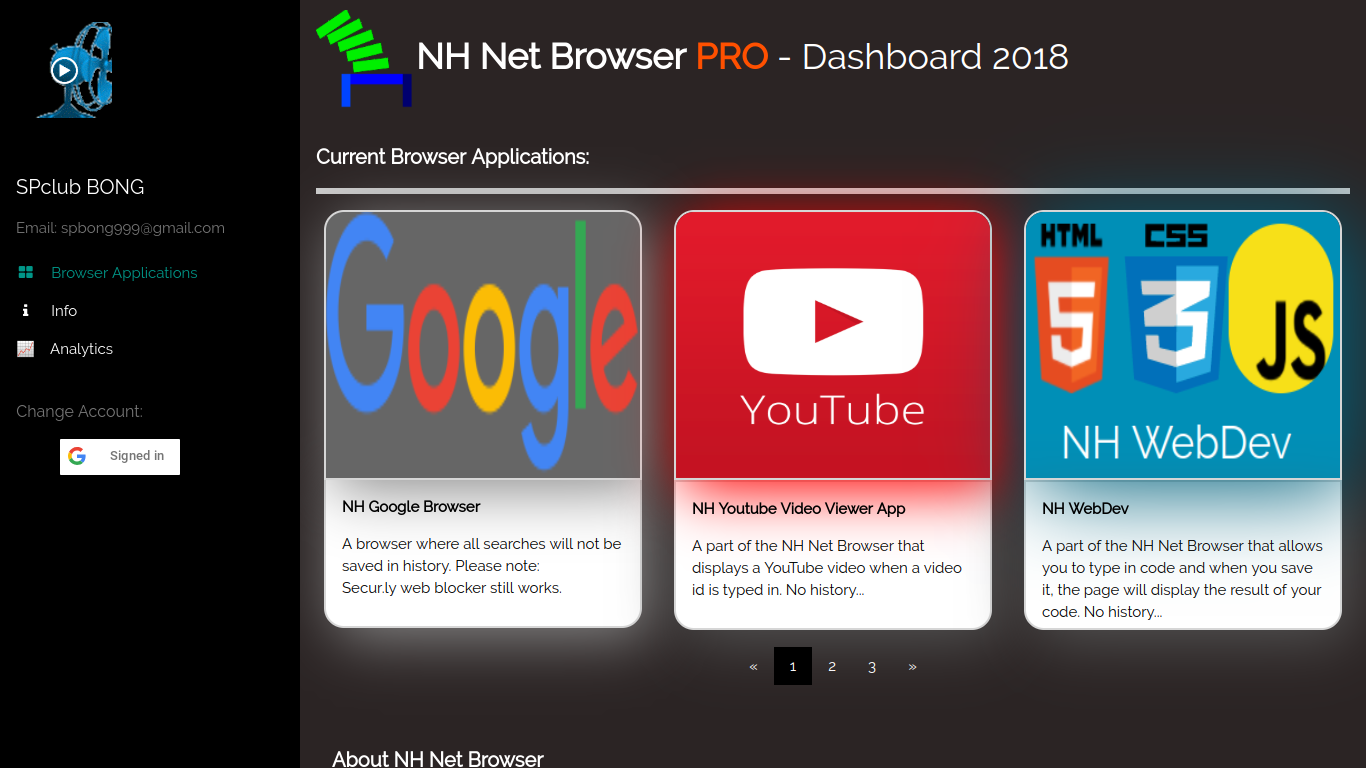 NH Net Browser PRO - Dashboard 2018
SPclub BONG
Email: spbong999@gmail.com
Browser Applications
Info
Analytics
Change Account:
Signed in
Current Browser Applications:
Google
NH Google Browser
A browser where all searches will not be
saved in history. Please note:
Secur.ly web blocker still works.
YouTube
NH Youtube Video Viewer App
A part of the NH Net Browser that
displays a YouTube video when a video
id is typed in. No history...
HTML CSS
5 3 JS
NH WebDev
NH WebDev
A part of the NH Net Browser that allows
you to type in code and when you save
it, the page will display the result of your
code. No history...
« 1 2 3 »
About NH Net Browser